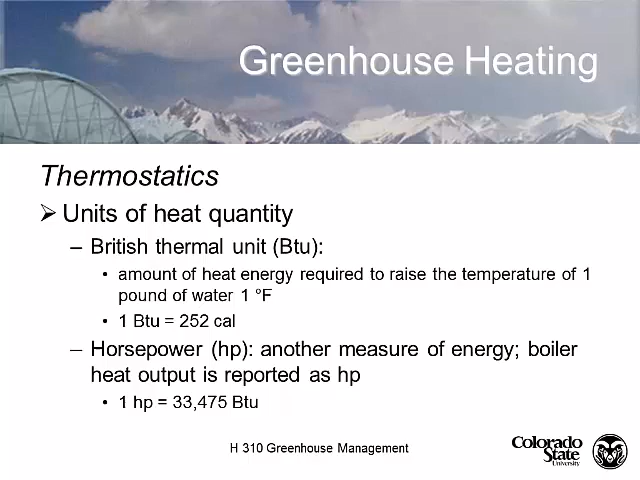 Greenhouse Heating
Thermostatics
➢ Units of heat quantity
– British thermal unit (Btu):
• amount of heat energy required to raise the temperature of 1
pound of water 1 °F
• 1 Btu = 252 cal
– Horsepower (hp): another measure of energy; boiler
heat output is reported as hp
• 1 hp = 33,475 Btu
H 310 Greenhouse Management
Colorado
State
University